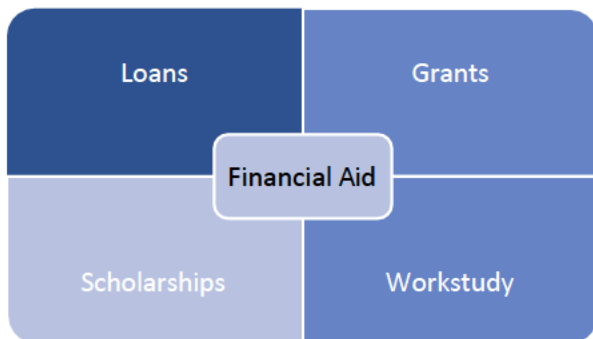 Loans
Grants
Financial Aid
Scholarships
Workstudy